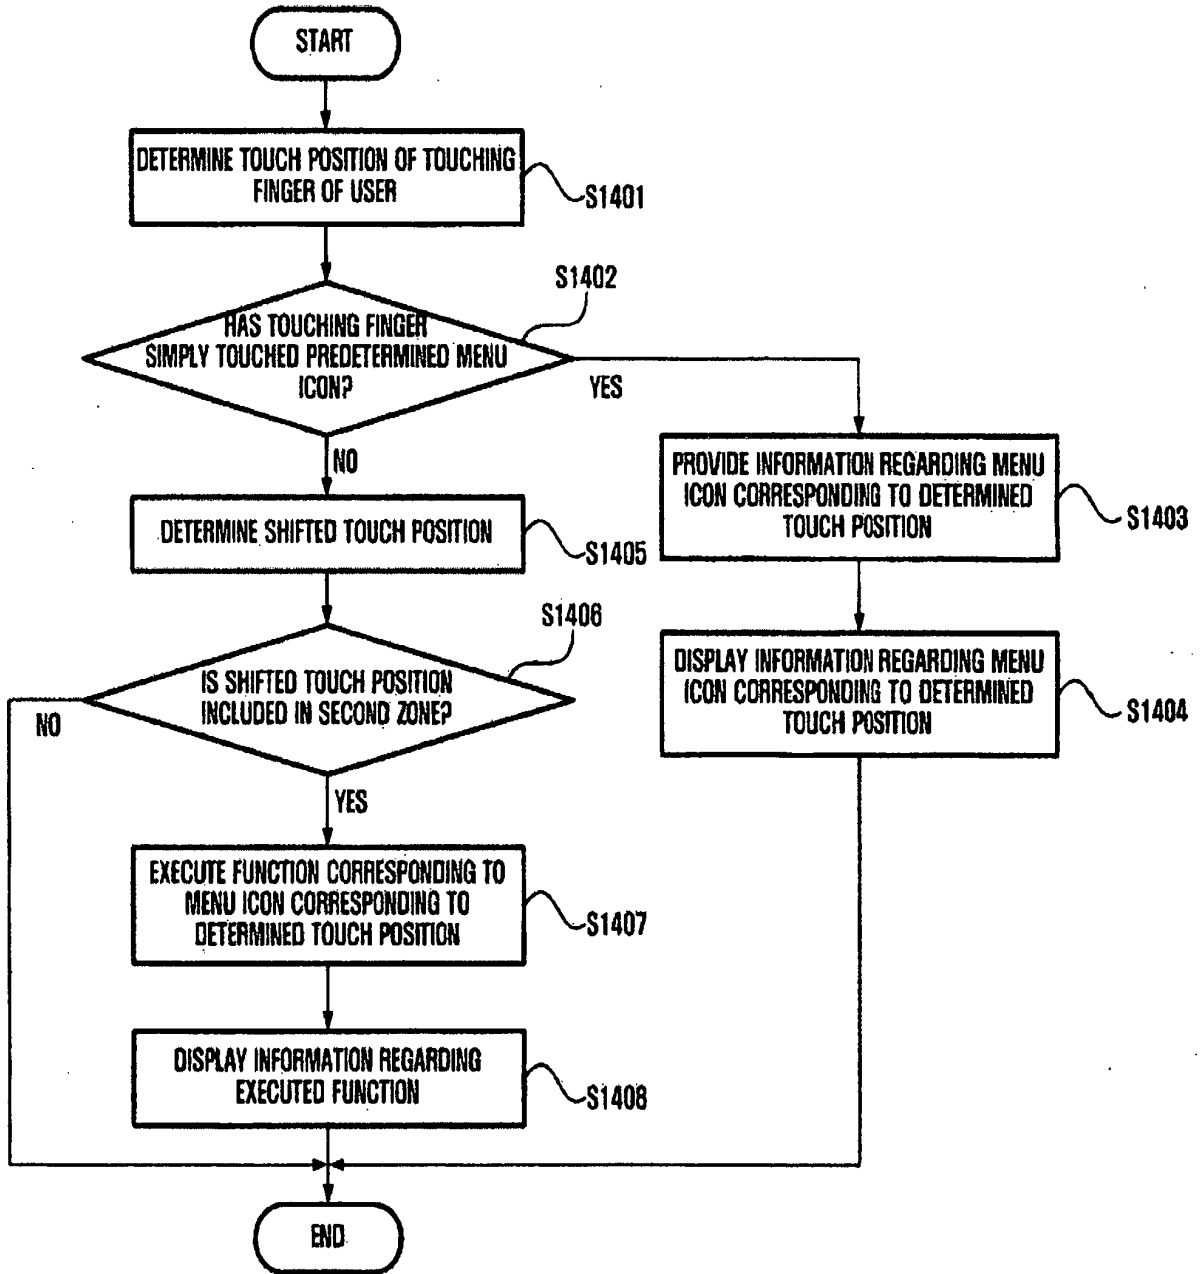 START
DETERMINE TOUCH POSITION OF TOUCHING
FINGER OF USER
S1401
S1402
HAS TOUCHING FINGER
SIMPLY TOUCHED PREDETERMINED MENU
ICON?
YES
NO
PROVIDE INFORMATION REGARDING MENU
ICON CORRESPONDING TO DETERMINED
TOUCH POSITION
S1403
DETERMINE SHIFTED TOUCH POSITION
S1405
S1406
DISPLAY INFORMATION REGARDING MENU
ICON CORRESPONDING TO DETERMINED
TOUCH POSITION
S1404
IS SHIFTED TOUCH POSITION
INCLUDED IN SECOND ZONE?
NO
YES
EXECUTE FUNCTION CORRESPONDING TO
MENU ICON CORRESPONDING TO
DETERMINED TOUCH POSITION
S1407
DISPLAY INFORMATION REGARDING
EXECUTED FUNCTION
S1408
END